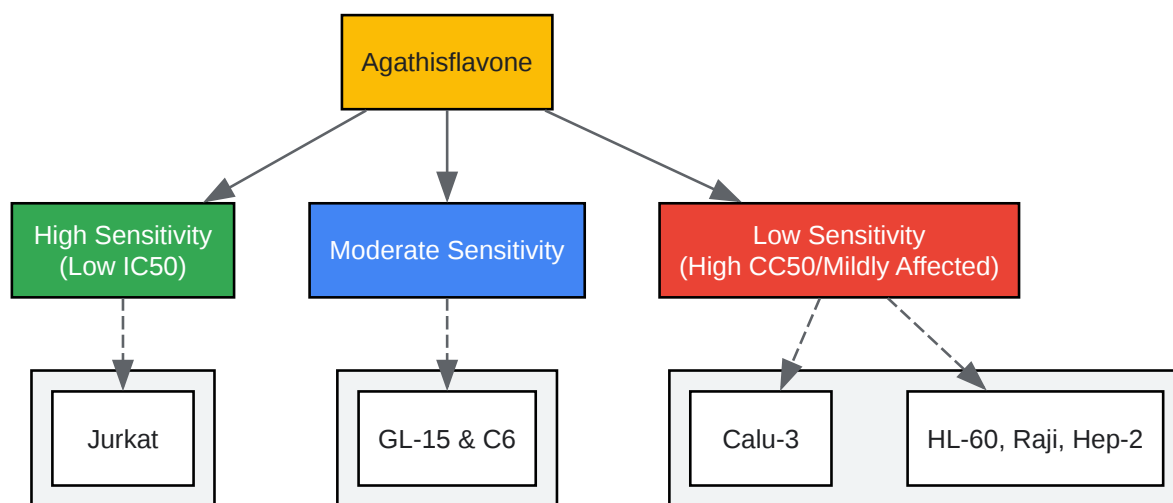 Agathisflavone
High Sensitivity
(Low IC50)
Moderate Sensitivity
Low Sensitivity
(High CC50/Mildly Affected)
Jurkat
GL-15 & C6
Calu-3
HL-60, Raji, Hep-2